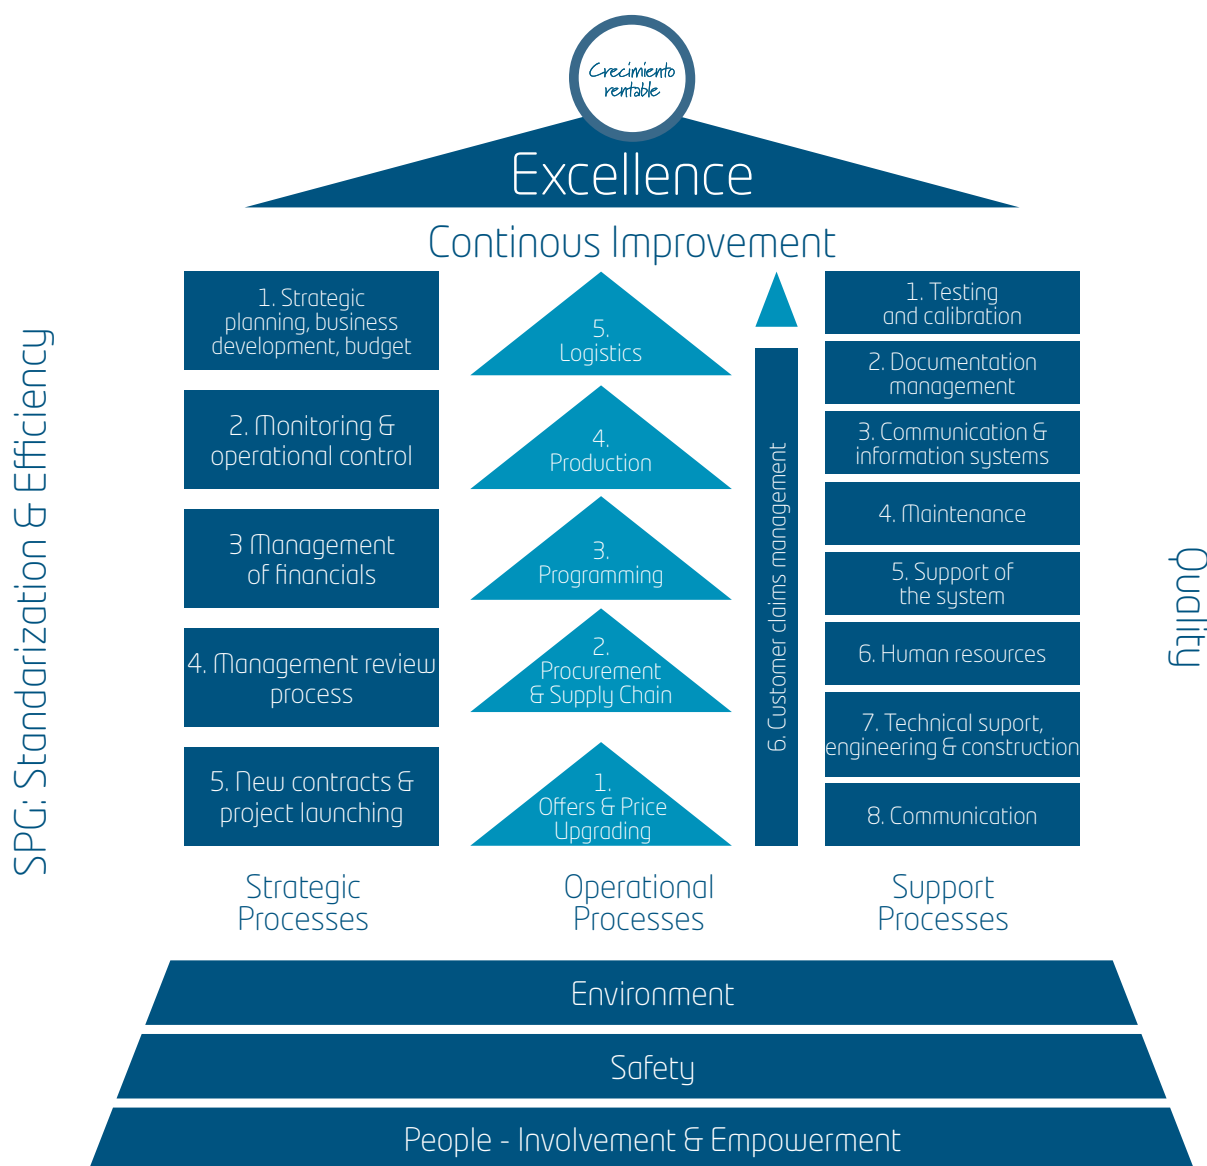 Crecimiento
rentable
Excellence
Continous Improvement
SPG: Standarization & Efficiency
1. Strategic
planning, business
development, budget
2. Monitoring &
operational control
3 Management
of financials
4. Management review
process
5. New contracts &
project launching
Strategic
Processes
5.
Logistics
4.
Production
3.
Programming
2.
Procurement
& Supply Chain
1.
Offers & Price
Upgrading
6. Customer claims management
Operational
Processes
1. Testing
and calibration
2. Documentation
management
3. Communication &
information systems
4. Maintenance
5. Support of
the system
6. Human resources
7. Technical suport,
engineering & construction
8. Communication
Support
Processes
Quality
Environment
Safety
People - Involvement & Empowerment